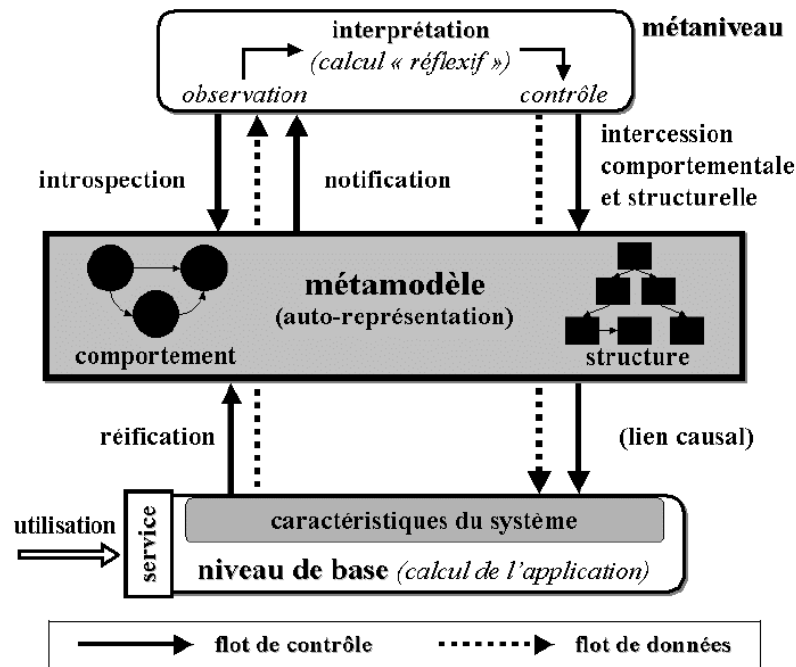 interprétation
métaniveau
(calcul « réflexif »)
observation
contrôle
introspection
notification
intercession
comportementale
et structurelle
métamodèle
(auto-représentation)
comportement
structure
réification
(lien causal)
utilisation
service
caractéristiques du système
niveau de base (calcul de l'application)
flot de contrôle
flot de données